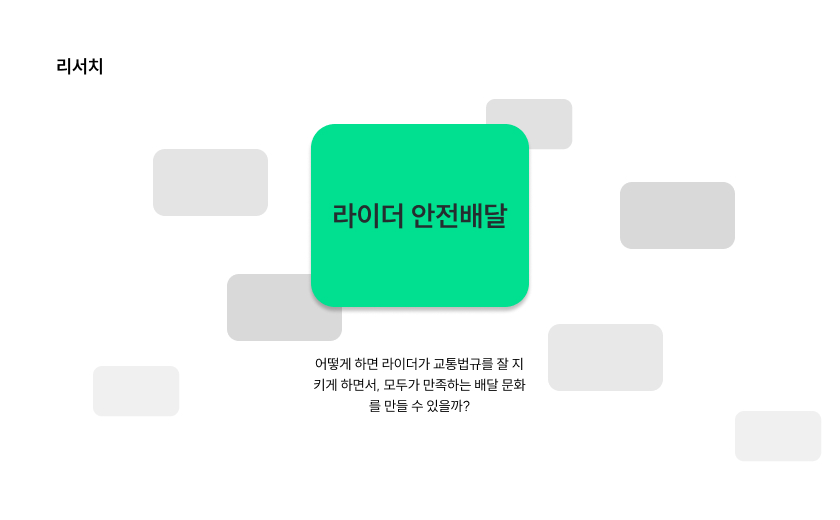 리서치
라이더 안전배달
어떻게 하면 라이더가 교통법규를 잘 지
키게 하면서, 모두가 만족하는 배달 문화
를 만들 수 있을까?